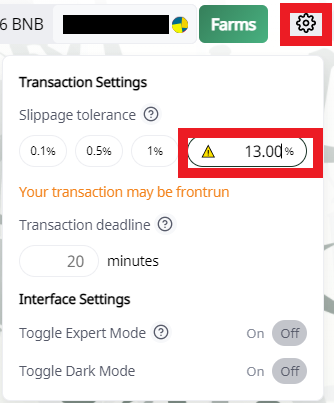 6 BNB Farms
Transaction Settings
Slippage tolerance ?
0.1% 0.5% 1% 13.00 %
Your transaction may be frontrun
Transaction deadline ?
20 minutes
Interface Settings
Toggle Expert Mode ? On Off
Toggle Dark Mode On Off